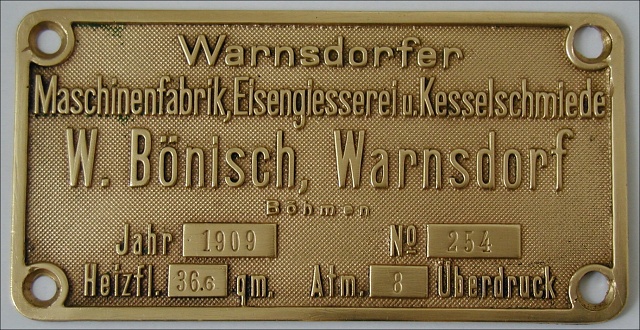 Warnsdorfer
Maschinenfabrik, Eisengiesserei u. Kesselschmiede
W. Bönisch, Warnsdorf
Böhmen
Jahr 1909 No 254
Heizfl. 36.6 qm. Atm. 8 Überdruck